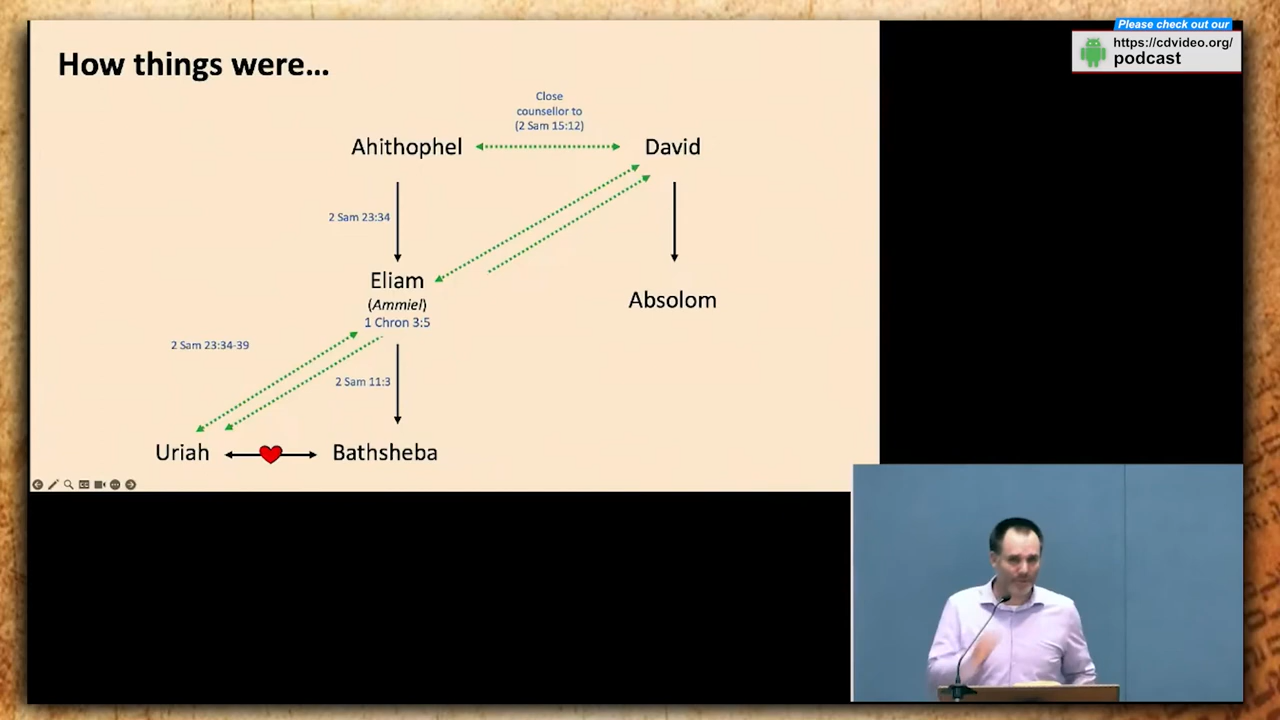 Please check out our
https://cdvideo.org/
podcast
How things were...
Close
counsellor to
(2 Sam 15:12)
Ahithophel
David
2 Sam 23:34
Eliam
(Ammiel)
1 Chron 3:5
Absolom
2 Sam 23:34-39
2 Sam 11:3
Uriah
Bathsheba